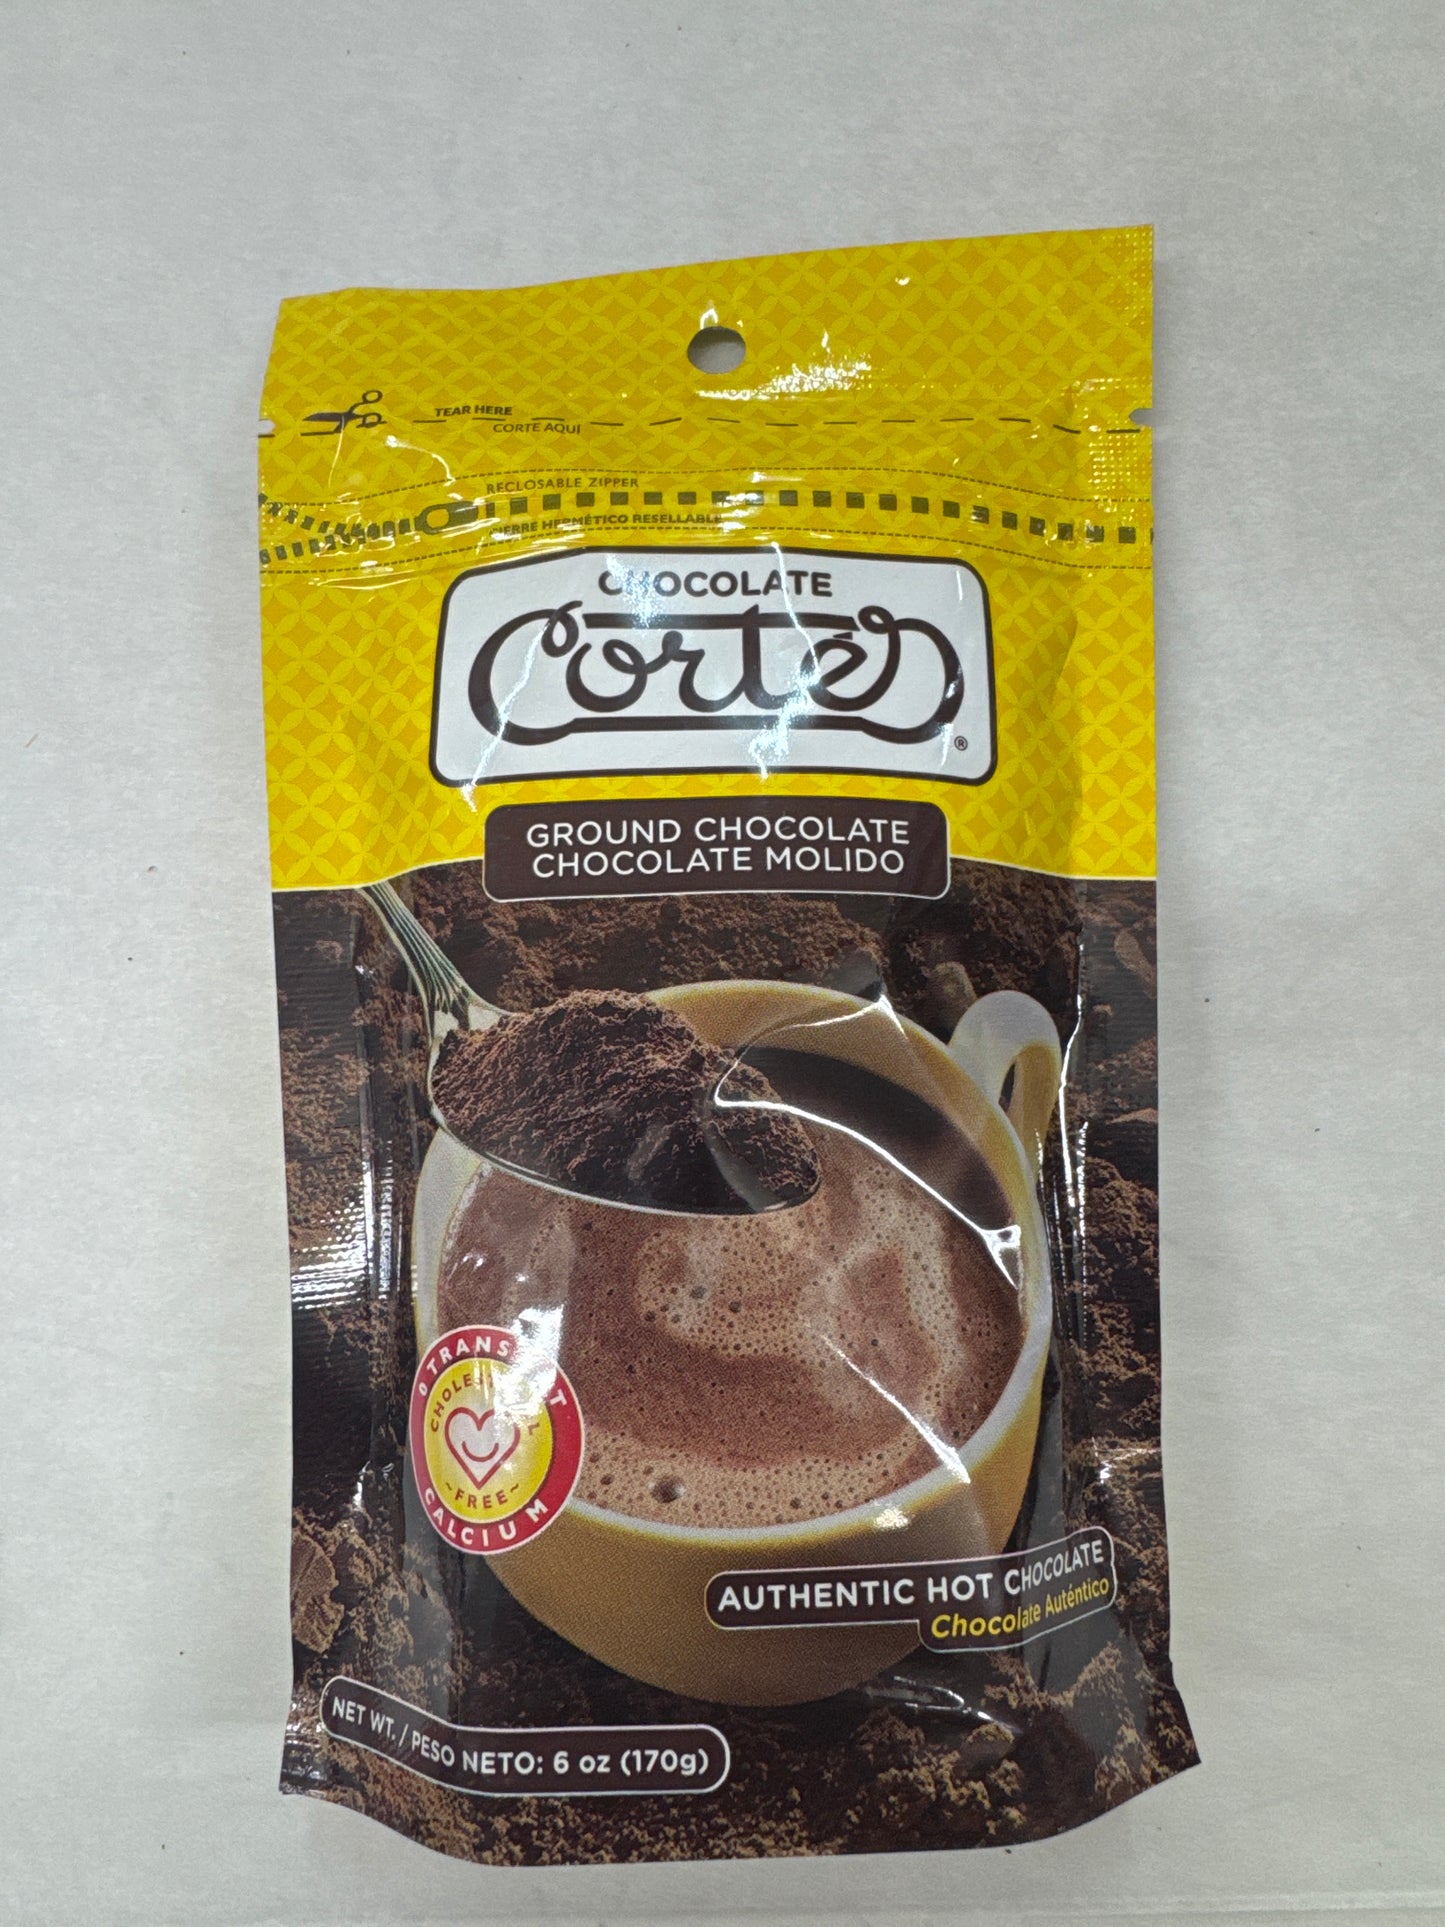 TEAR HERE
CORTE AQUI
RECLOSABLE ZIPPER
CIERRE HERMÉTICO RESELLABLE
CHOCOLATE
Cortés
®
GROUND CHOCOLATE
CHOCOLATE MOLIDO
0 TRANS FAT
CHOLESTEROL
~FREE~
CALCIUM
AUTHENTIC HOT CHOCOLATE
Chocolate Auténtico
NET WT. / PESO NETO: 6 oz (170g)